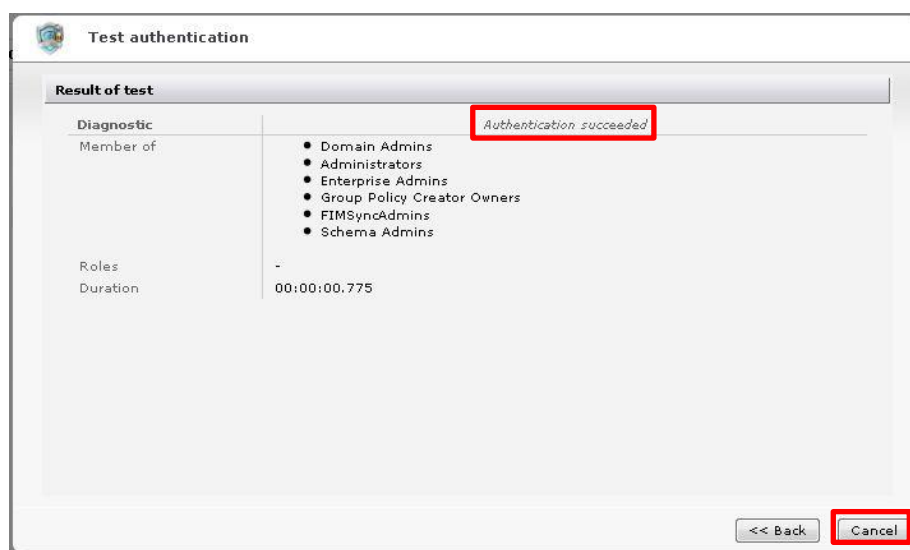 Test authentication
Result of test
Diagnostic Authentication succeeded
Member of
• Domain Admins
• Administrators
• Enterprise Admins
• Group Policy Creator Owners
• FIMSyncAdmins
• Schema Admins
Roles -
Duration 00:00:00.775
<< Back Cancel